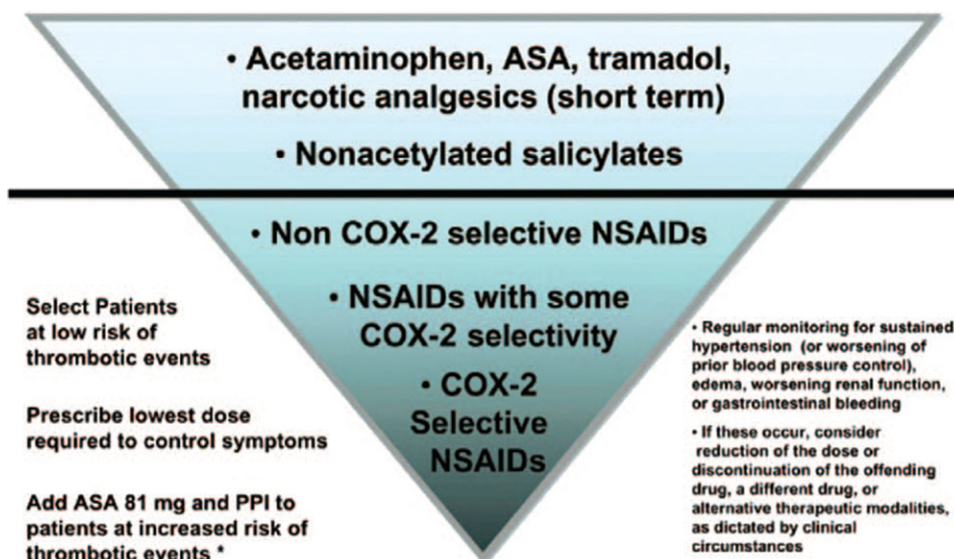 • Acetaminophen, ASA, tramadol,
narcotic analgesics (short term)
• Nonacetylated salicylates
• Non COX-2 selective NSAIDs
• NSAIDs with some
COX-2 selectivity
• COX-2
Selective
NSAIDs
Select Patients
at low risk of
thrombotic events
Prescribe lowest dose
required to control symptoms
Add ASA 81 mg and PPI to
patients at increased risk of
thrombotic events *
• Regular monitoring for sustained
hypertension (or worsening of
prior blood pressure control),
edema, worsening renal function,
or gastrointestinal bleeding
• If these occur, consider
reduction of the dose or
discontinuation of the offending
drug, a different drug, or
alternative therapeutic modalities,
as dictated by clinical
circumstances